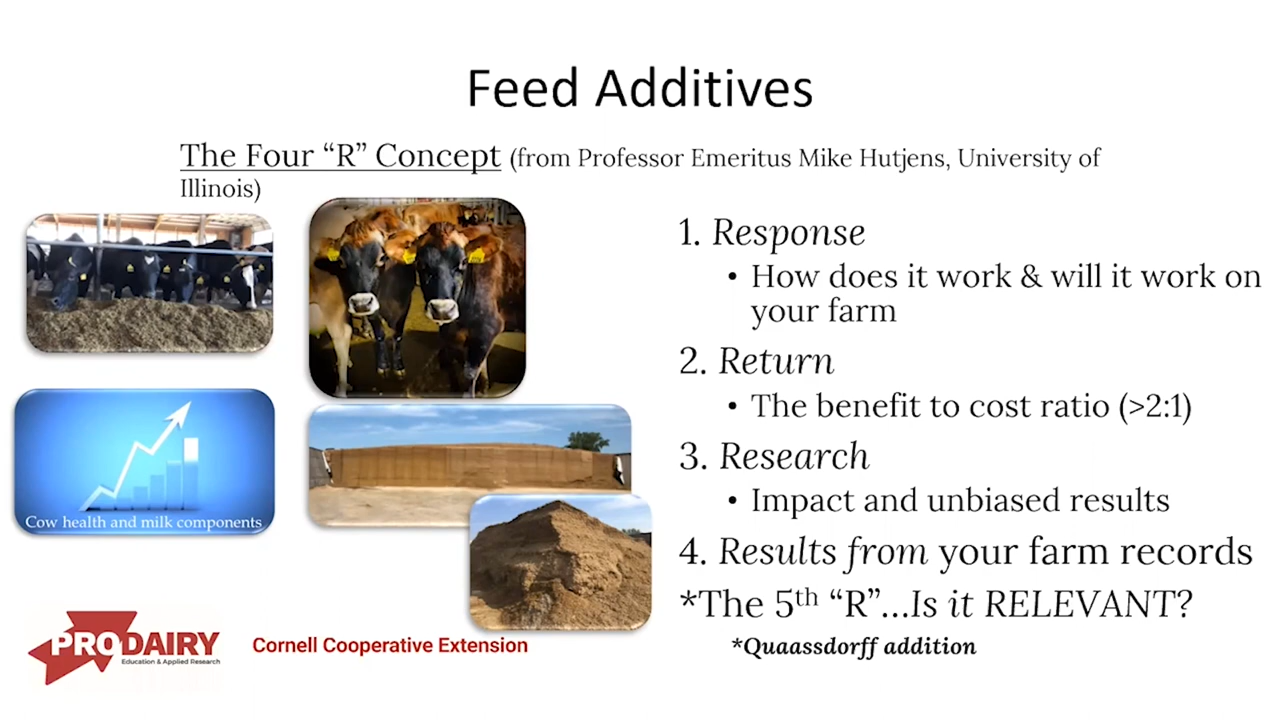 Feed Additives
The Four “R” Concept (from Professor Emeritus Mike Hutjens, University of
Illinois)
1. Response
• How does it work & will it work on
your farm
2. Return
• The benefit to cost ratio (>2:1)
3. Research
• Impact and unbiased results
4. Results from your farm records
*The 5th “R”...Is it RELEVANT?
*Quaassdorff addition
Cow health and milk components
PRODAIRY
Education & Applied Research
Cornell Cooperative Extension